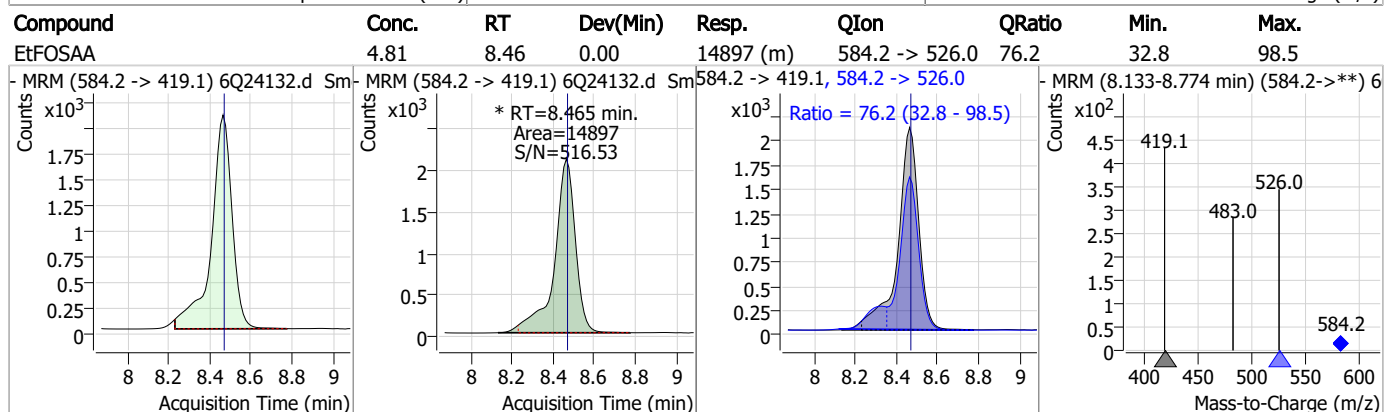 Compound Conc. RT Dev(Min) Resp. QIon QRatio Min. Max.
EtFOSAA 4.81 8.46 0.00 14897 (m) 584.2 -> 526.0 76.2 32.8 98.5
- MRM (584.2 -> 419.1) 6Q24132.d Sm
Counts
x10³
1.75
1.5
1.25
1
0.75
0.5
0.25
0
8 8.2 8.4 8.6 8.8 9
Acquisition Time (min)
- MRM (584.2 -> 419.1) 6Q24132.d Sm
Counts
x10³
* RT=8.465 min.
Area=14897
S/N=516.53
2
1.5
1
0.5
0
8 8.2 8.4 8.6 8.8 9
Acquisition Time (min)
584.2 -> 419.1, 584.2 -> 526.0
Counts
x10³
Ratio = 76.2 (32.8 - 98.5)
2
1.75
1.5
1.25
1
0.75
0.5
0.25
0
8 8.2 8.4 8.6 8.8 9
Acquisition Time (min)
- MRM (8.133-8.774 min) (584.2->**) 6
Counts
x10²
4.5
4
3.5
3
2.5
2
1.5
1
0.5
0
419.1
483.0
526.0
584.2
400 450 500 550 600
Mass-to-Charge (m/z)